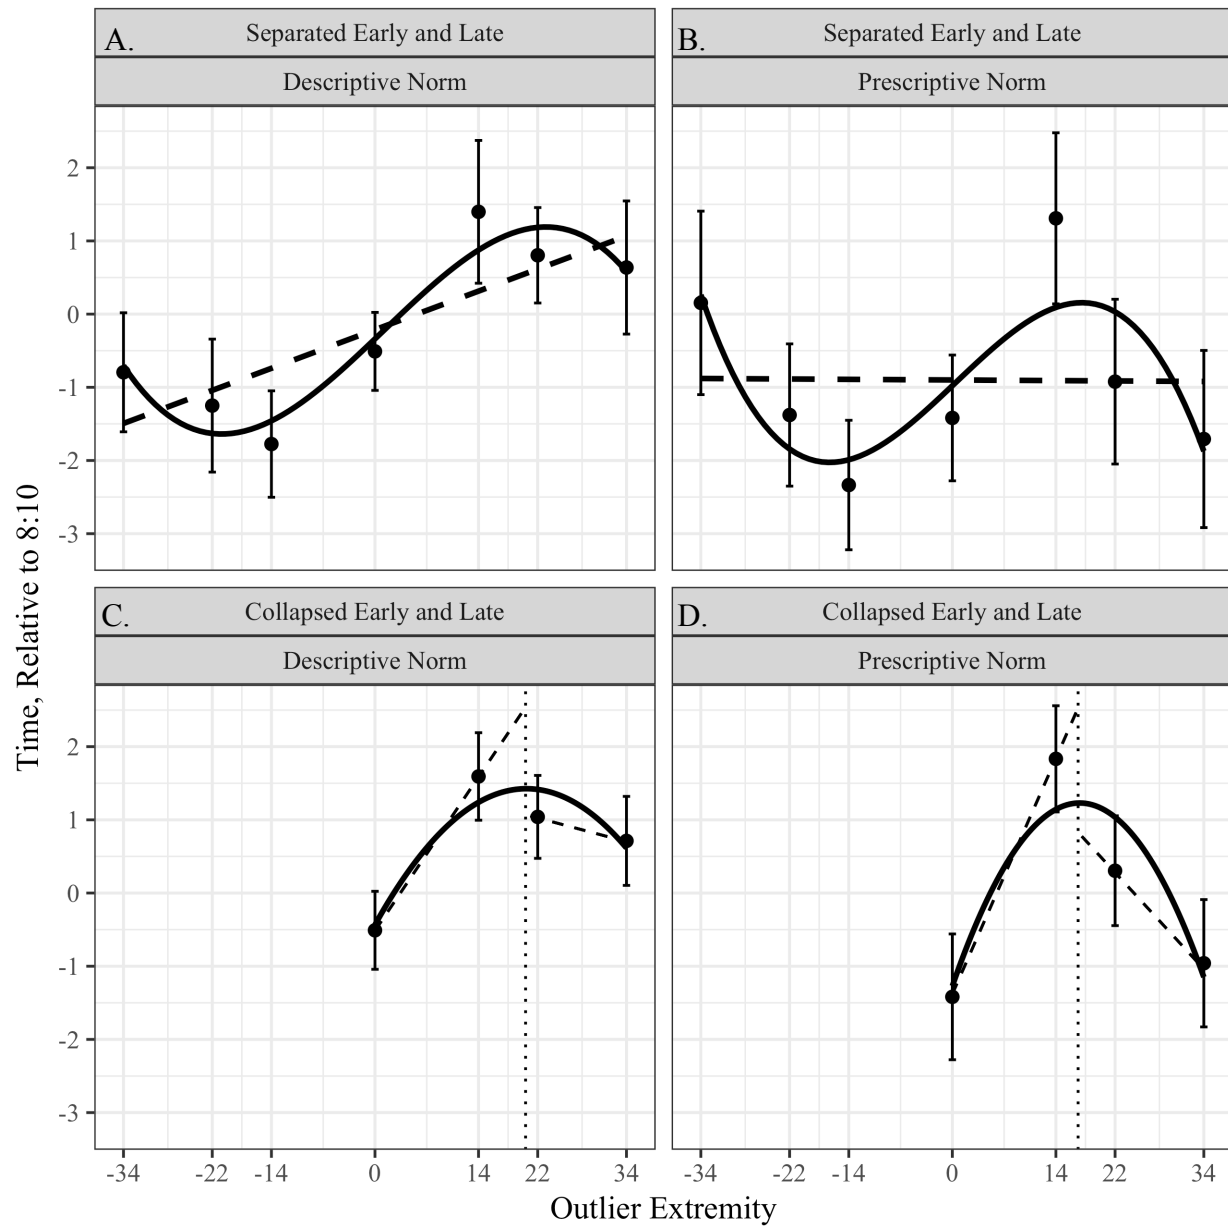 A.
Separated Early and Late
Descriptive Norm
B.
Separated Early and Late
Prescriptive Norm
2
1
0
-1
-2
-3
Time, Relative to 8:10
C.
Collapsed Early and Late
Descriptive Norm
D.
Collapsed Early and Late
Prescriptive Norm
2
1
0
-1
-2
-3
-34 -22 -14 0 14 22 34
-34 -22 -14 0 14 22 34
Outlier Extremity